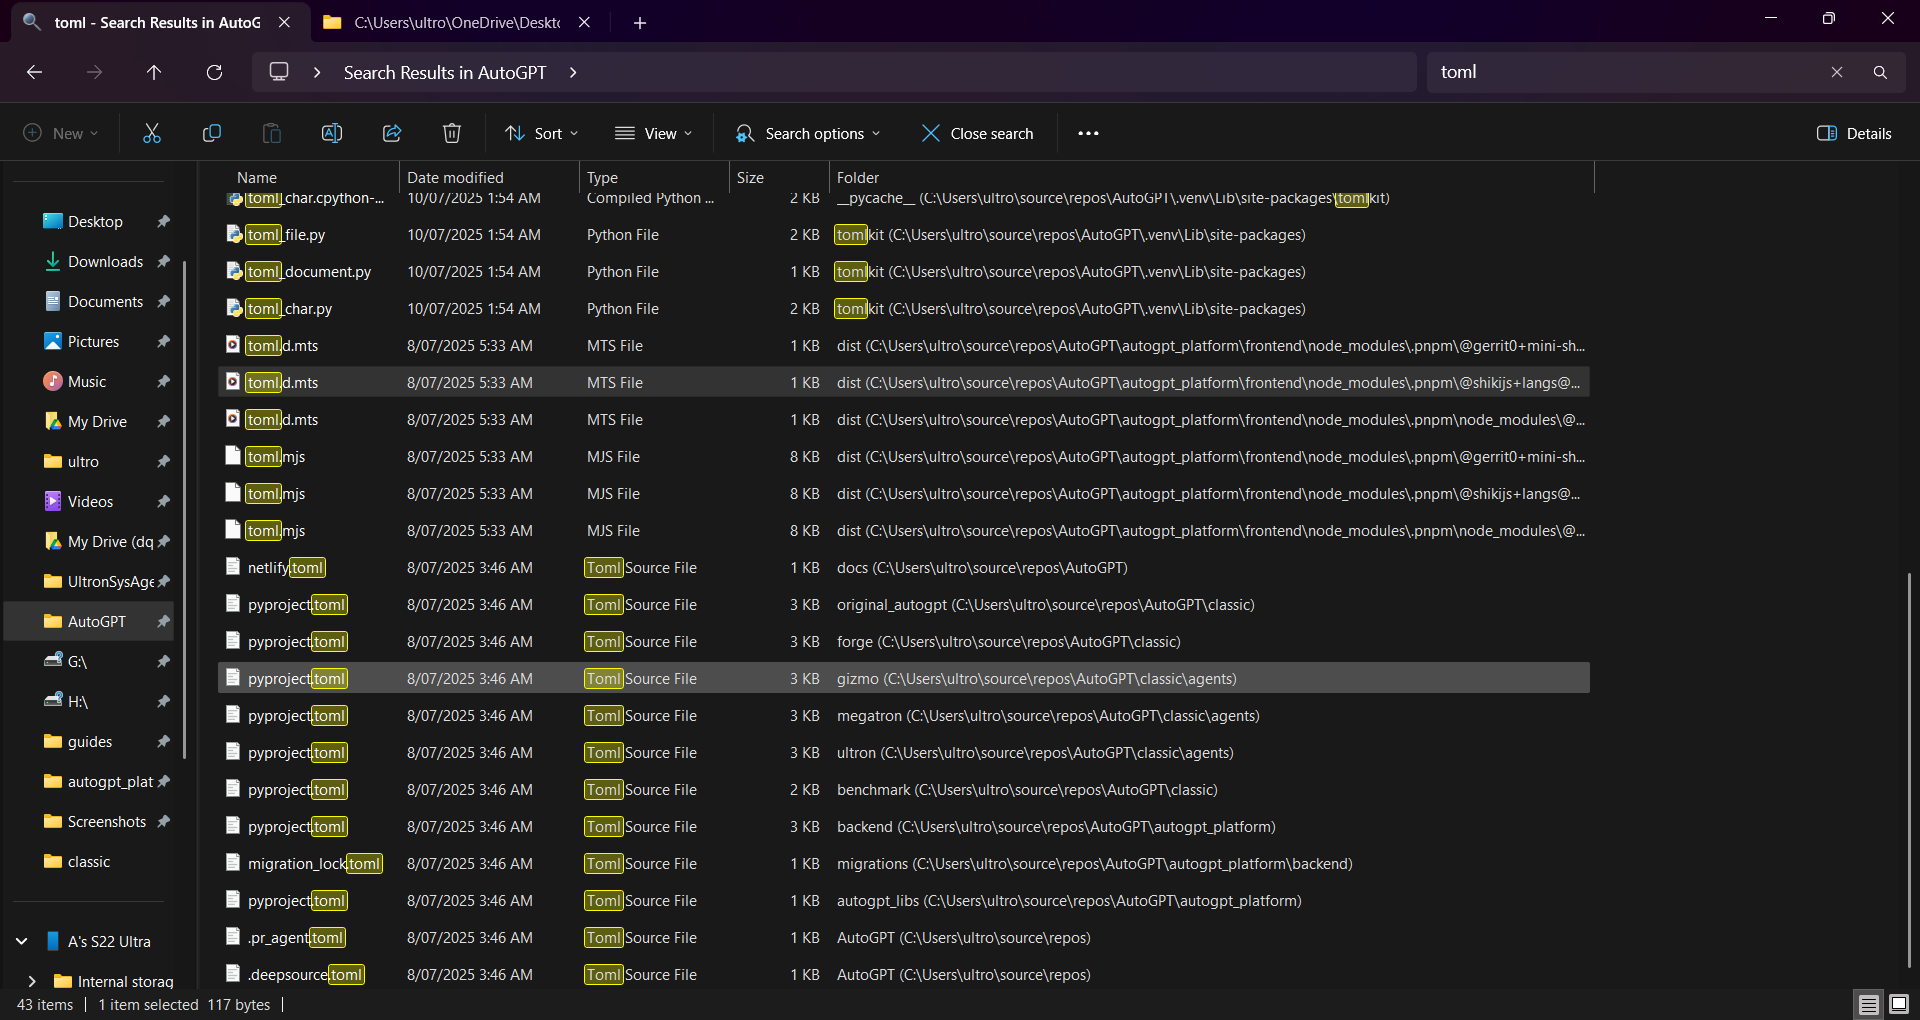 toml - Search Results in AutoG
C:\Users\ultro\OneDrive\Deskto
Search Results in AutoGPT
toml
New
Sort
View
Search options
Close search
Details
Name Date modified Type Size Folder
toml_char.cpython-... 10/07/2025 1:54 AM Compiled Python ... 2 KB __pycache__ (C:\Users\ultro\source\repos\AutoGPT\.venv\Lib\site-packages\tomlkit)
toml_file.py 10/07/2025 1:54 AM Python File 2 KB tomlkit (C:\Users\ultro\source\repos\AutoGPT\.venv\Lib\site-packages)
toml_document.py 10/07/2025 1:54 AM Python File 1 KB tomlkit (C:\Users\ultro\source\repos\AutoGPT\.venv\Lib\site-packages)
toml_char.py 10/07/2025 1:54 AM Python File 2 KB tomlkit (C:\Users\ultro\source\repos\AutoGPT\.venv\Lib\site-packages)
toml.d.mts 8/07/2025 5:33 AM MTS File 1 KB dist (C:\Users\ultro\source\repos\AutoGPT\autogpt_platform\frontend\node_modules\.pnpm\@gerrit0+mini-sh...
toml.d.mts 8/07/2025 5:33 AM MTS File 1 KB dist (C:\Users\ultro\source\repos\AutoGPT\autogpt_platform\frontend\node_modules\.pnpm\@shikijs+langs@...
toml.d.mts 8/07/2025 5:33 AM MTS File 1 KB dist (C:\Users\ultro\source\repos\AutoGPT\autogpt_platform\frontend\node_modules\.pnpm\node_modules\@...
toml.mjs 8/07/2025 5:33 AM MJS File 8 KB dist (C:\Users\ultro\source\repos\AutoGPT\autogpt_platform\frontend\node_modules\.pnpm\@gerrit0+mini-sh...
toml.mjs 8/07/2025 5:33 AM MJS File 8 KB dist (C:\Users\ultro\source\repos\AutoGPT\autogpt_platform\frontend\node_modules\.pnpm\@shikijs+langs@...
toml.mjs 8/07/2025 5:33 AM MJS File 8 KB dist (C:\Users\ultro\source\repos\AutoGPT\autogpt_platform\frontend\node_modules\.pnpm\node_modules\@...
netlify.toml 8/07/2025 3:46 AM Toml Source File 1 KB docs (C:\Users\ultro\source\repos\AutoGPT)
pyproject.toml 8/07/2025 3:46 AM Toml Source File 3 KB original_autogpt (C:\Users\ultro\source\repos\AutoGPT\classic)
pyproject.toml 8/07/2025 3:46 AM Toml Source File 3 KB forge (C:\Users\ultro\source\repos\AutoGPT\classic)
pyproject.toml 8/07/2025 3:46 AM Toml Source File 3 KB gizmo (C:\Users\ultro\source\repos\AutoGPT\classic\agents)
pyproject.toml 8/07/2025 3:46 AM Toml Source File 3 KB megatron (C:\Users\ultro\source\repos\AutoGPT\classic\agents)
pyproject.toml 8/07/2025 3:46 AM Toml Source File 3 KB ultron (C:\Users\ultro\source\repos\AutoGPT\classic\agents)
pyproject.toml 8/07/2025 3:46 AM Toml Source File 2 KB benchmark (C:\Users\ultro\source\repos\AutoGPT\classic)
pyproject.toml 8/07/2025 3:46 AM Toml Source File 3 KB backend (C:\Users\ultro\source\repos\AutoGPT\autogpt_platform)
migration_lock.toml 8/07/2025 3:46 AM Toml Source File 1 KB migrations (C:\Users\ultro\source\repos\AutoGPT\autogpt_platform\backend)
pyproject.toml 8/07/2025 3:46 AM Toml Source File 1 KB autogpt_libs (C:\Users\ultro\source\repos\AutoGPT\autogpt_platform)
.pr_agent.toml 8/07/2025 3:46 AM Toml Source File 1 KB AutoGPT (C:\Users\ultro\source\repos)
.deepsource.toml 8/07/2025 3:46 AM Toml Source File 1 KB AutoGPT (C:\Users\ultro\source\repos)
Desktop
Downloads
Documents
Pictures
Music
My Drive
ultro
Videos
My Drive (dq
UltronSysAge
AutoGPT
G:\
H:\
guides
autogpt_plat
Screenshots
classic
A's S22 Ultra
Internal storag
43 items 1 item selected 117 bytes